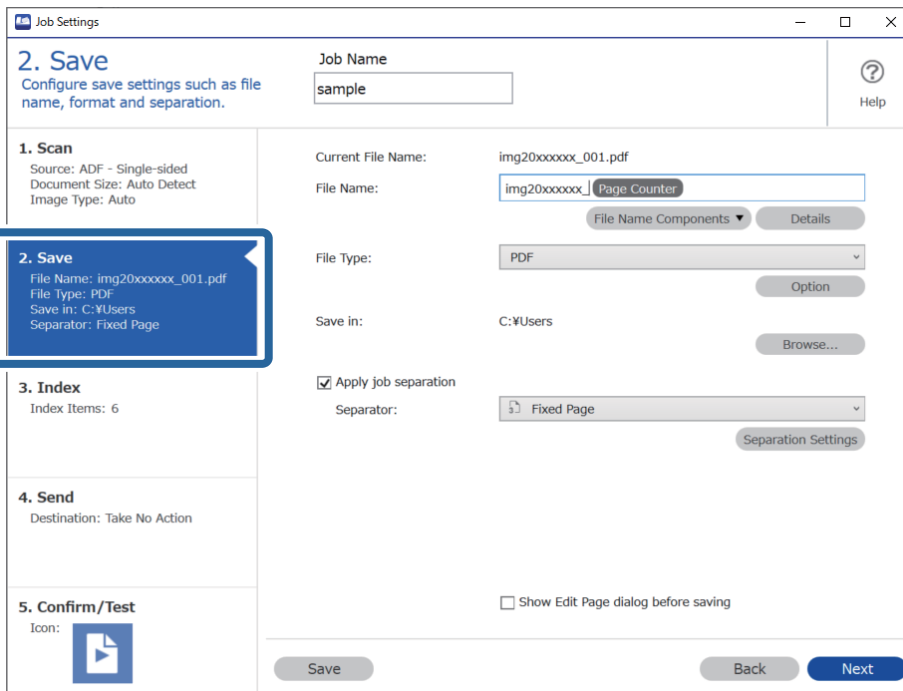 Job Settings
2. Save
Configure save settings such as file
name, format and separation.
Job Name
sample
Help
1. Scan
Source: ADF - Single-sided
Document Size: Auto Detect
Image Type: Auto
2. Save
File Name: img20xxxxxx_001.pdf
File Type: PDF
Save in: C:¥Users
Separator: Fixed Page
3. Index
Index Items: 6
4. Send
Destination: Take No Action
5. Confirm/Test
Icon:
Current File Name: img20xxxxxx_001.pdf
File Name: img20xxxxxx_ Page Counter
File Name Components ▼ Details
File Type: PDF
Option
Save in: C:¥Users
Browse...
Apply job separation
Separator: Fixed Page
Separation Settings
Show Edit Page dialog before saving
Save Back Next